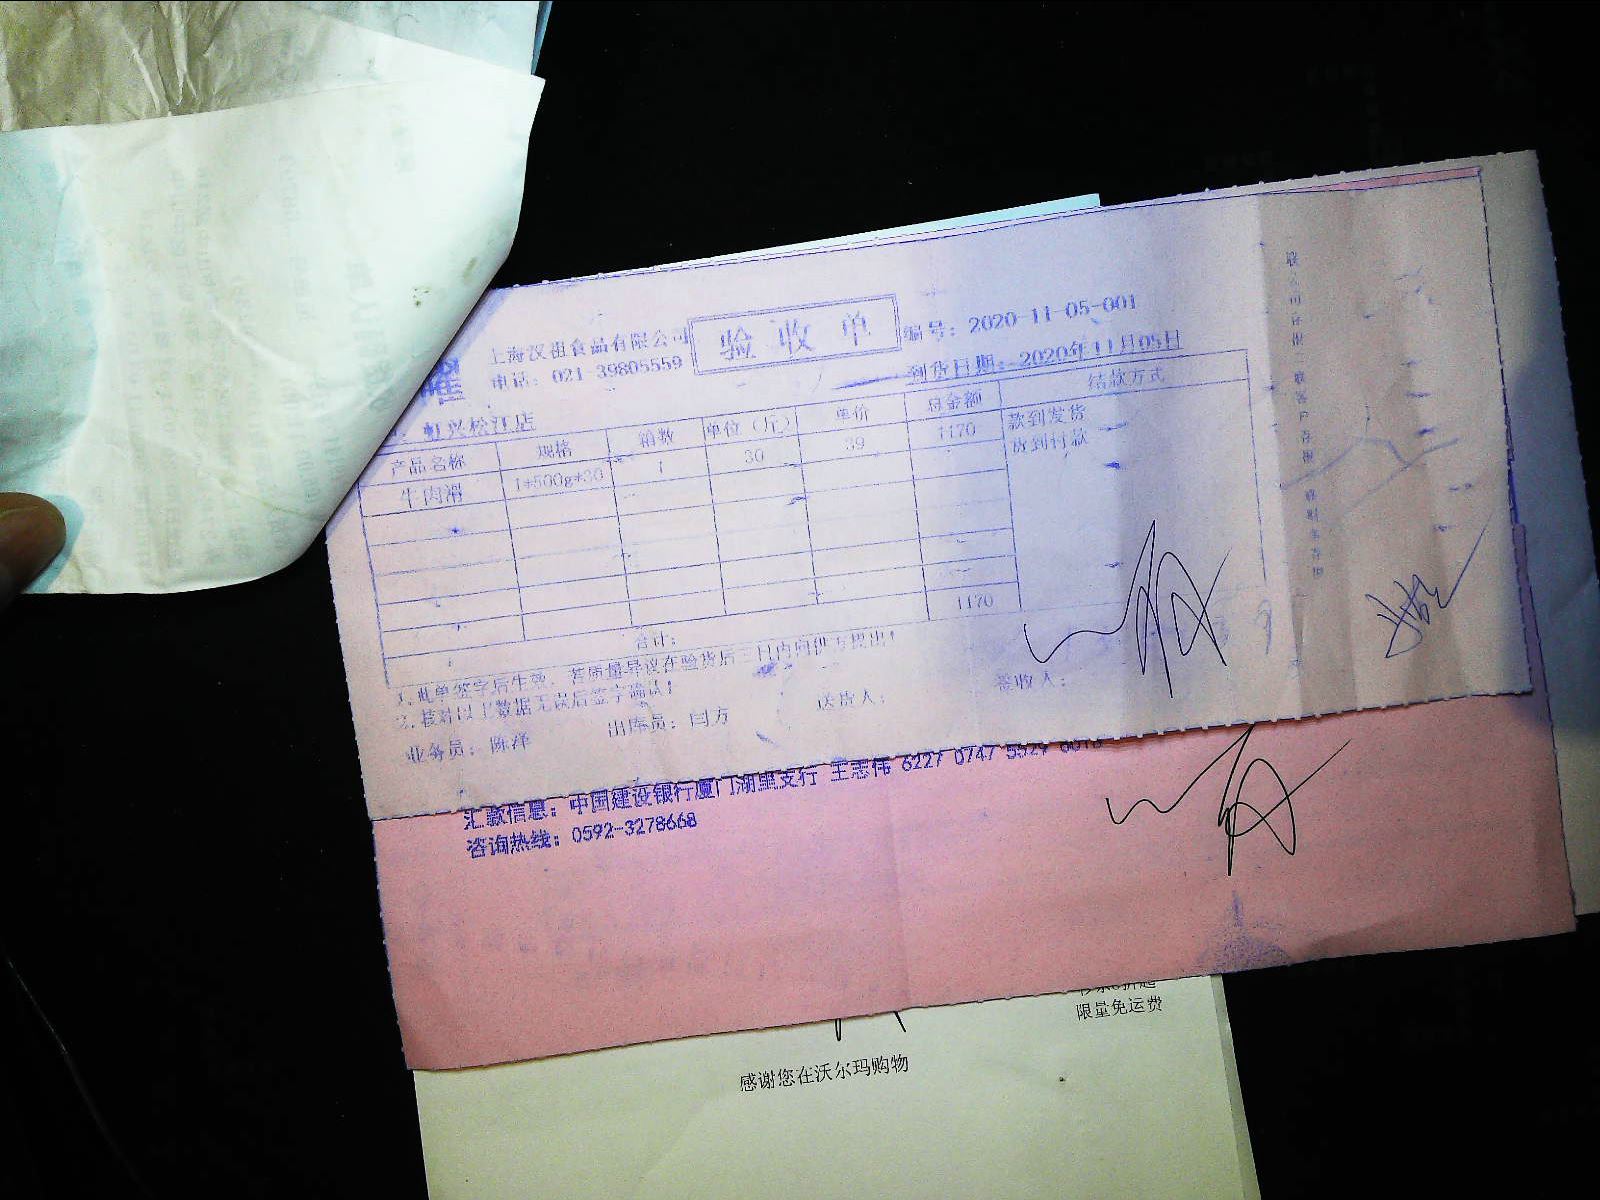 上海汉祖食品有限公司
电话：021-39805559
验收单
编号：2020-11-05-001
到货日期：2020年11月05日
虹兴松江店
产品名称 规格 箱数 单位（斤） 单价 总金额 结款方式
牛肉滑 1*500g*30 1 30 39 1170 款到发货
货到付款
合计： 1170
1、此单签字后生效，若质量异议在验货后三日内向供方提出！
2、核对以上数据无误后签字确认！
业务员：陈泽 出库员：闫方 送货人： 签收人：
汇款信息：中国建设银行厦门湖里支行 王志伟 6227 0747 5529
咨询热线：0592-3278668
限量免运费
感谢您在沃尔玛购物